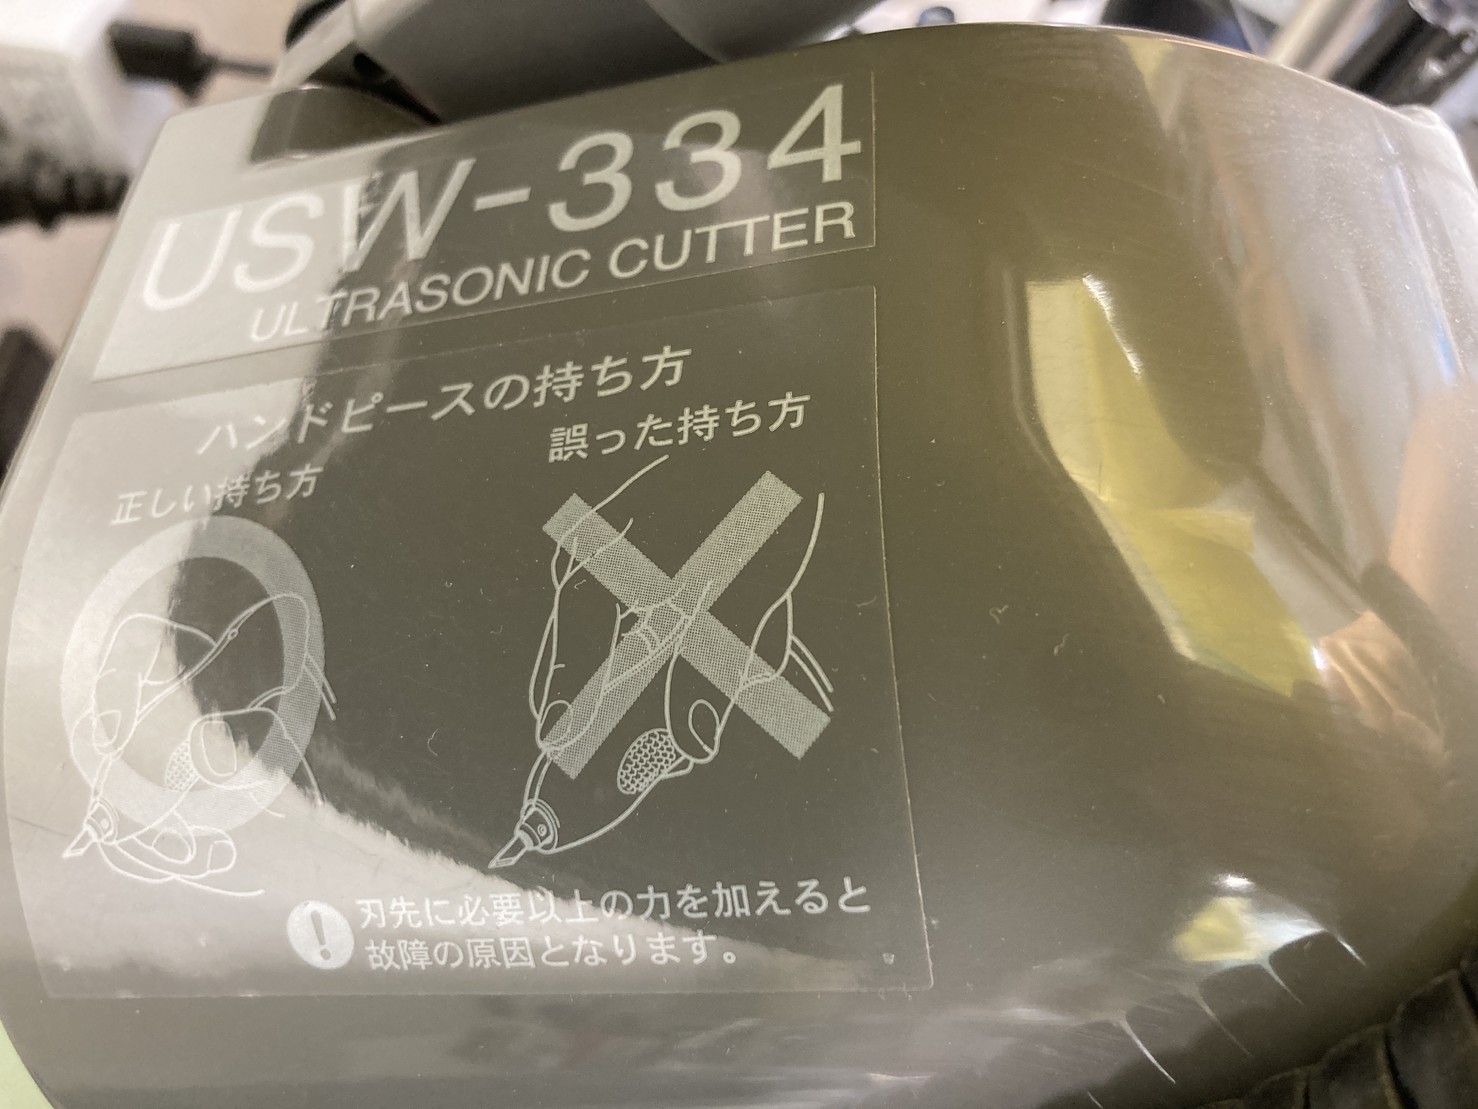 USW-334
ULTRASONIC CUTTER
ハンドピースの持ち方
正しい持ち方
誤った持ち方
刃先に必要以上の力を加えると
故障の原因となります。